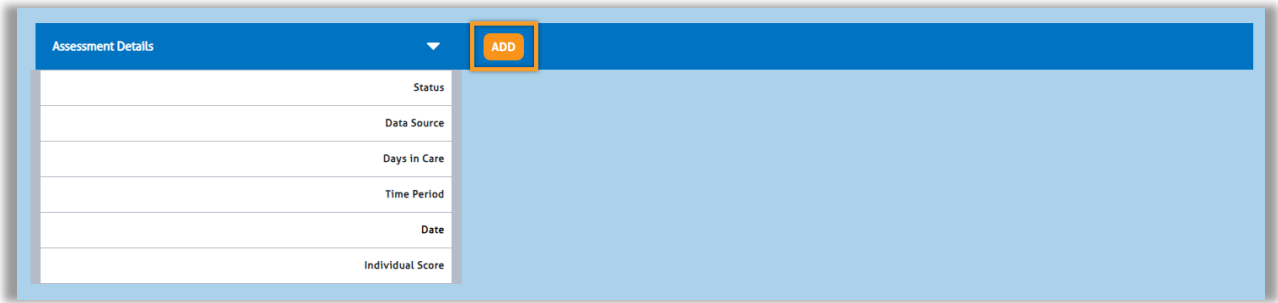 Assessment Details ADD
Status
Data Source
Days in Care
Time Period
Date
Individual Score